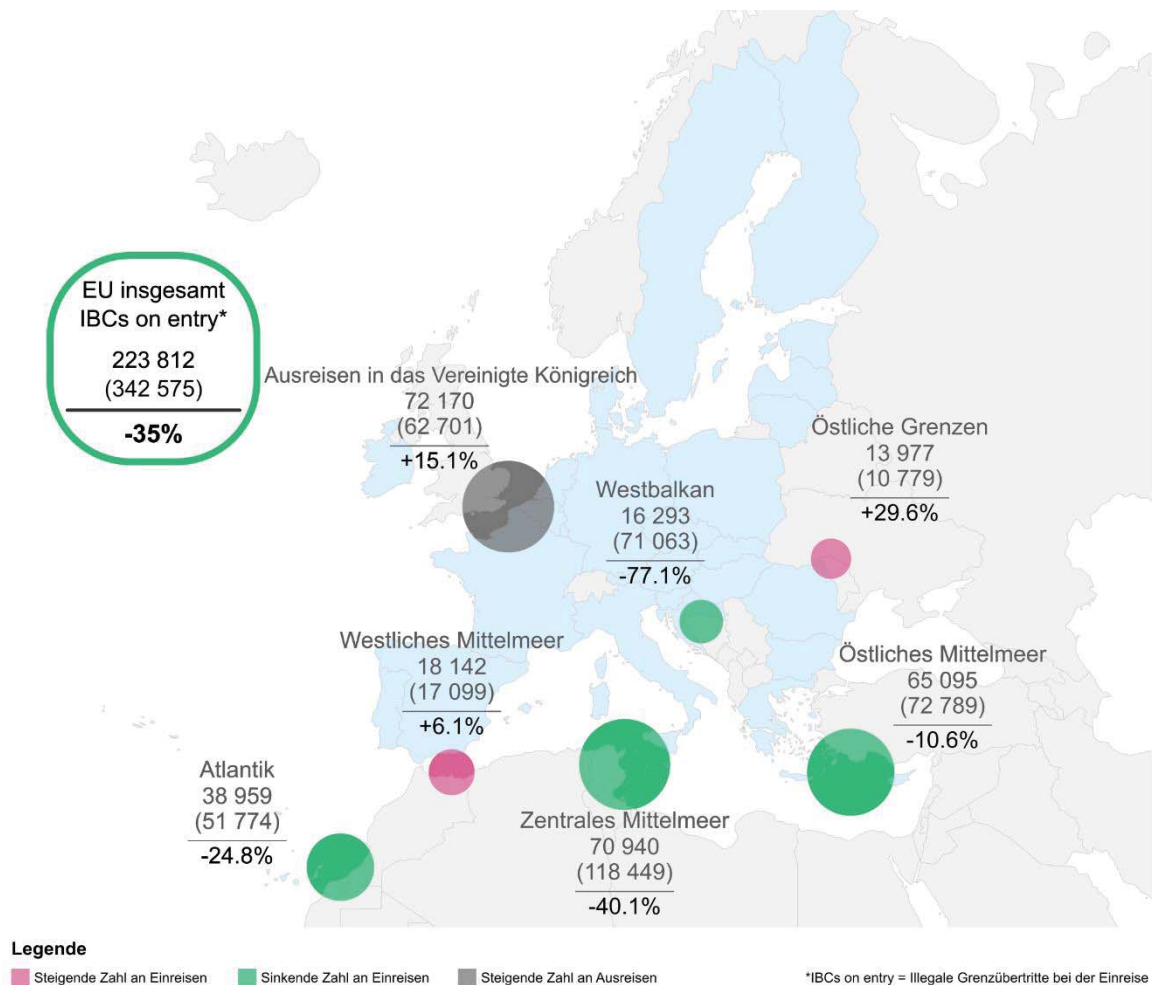 EU insgesamt
IBCs on entry*
223 812
(342 575)
-35%
Ausreisen in das Vereinigte Königreich
72 170
(62 701)
+15.1%
Östliche Grenzen
13 977
(10 779)
+29.6%
Westbalkan
16 293
(71 063)
-77.1%
Westliches Mittelmeer
18 142
(17 099)
+6.1%
Östliches Mittelmeer
65 095
(72 789)
-10.6%
Atlantik
38 959
(51 774)
-24.8%
Zentrales Mittelmeer
70 940
(118 449)
-40.1%
Legende
Steigende Zahl an Einreisen
Sinkende Zahl an Einreisen
Steigende Zahl an Ausreisen
*IBCs on entry = Illegale Grenzübertritte bei der Einreise